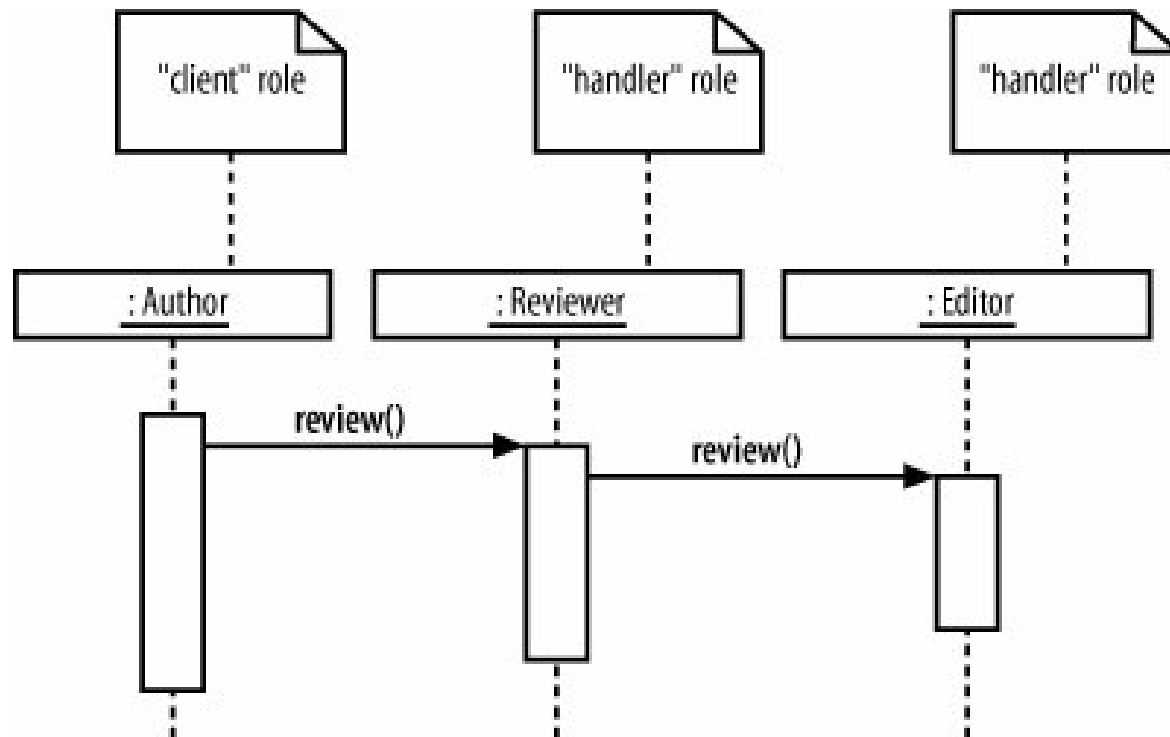 "client" role
"handler" role
"handler" role
: Author
: Reviewer
: Editor
review()
review()